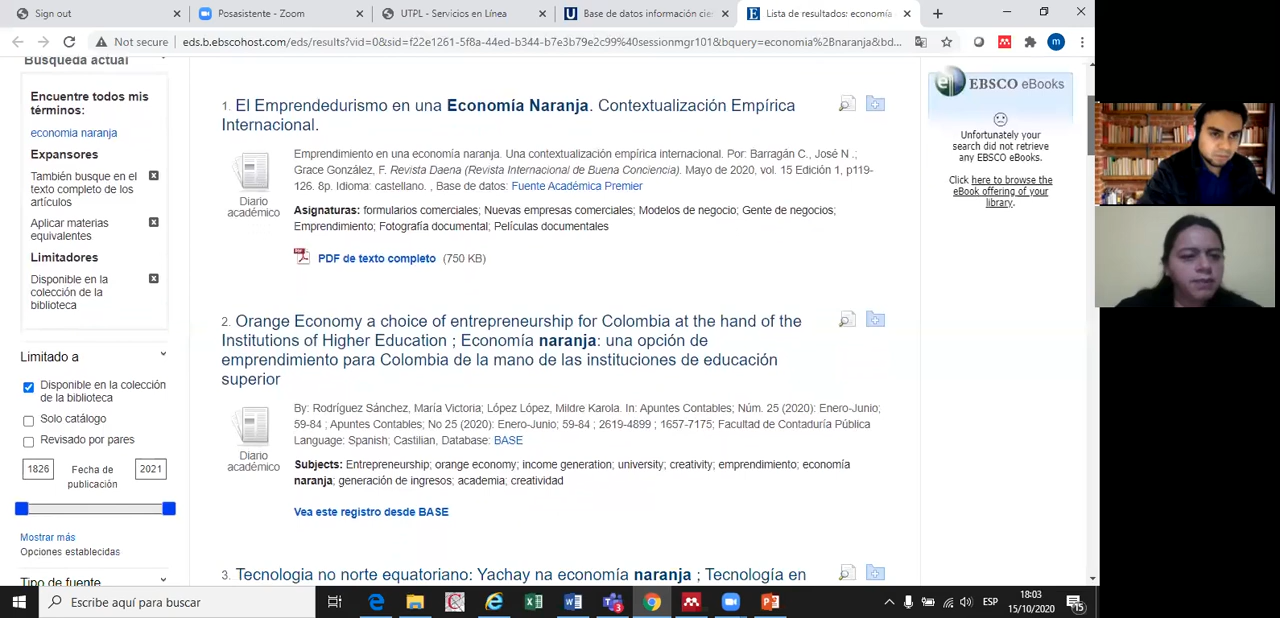 Sign out
Posasistente - Zoom
UTPL - Servicios en Línea
Base de datos información cie
Lista de resultados: economía
Not secure
eds.b.ebscohost.com/eds/results?vid=0&sid=f22e1261-5f8a-44ed-b344-b7e3b79e2c99%40sessionmgr101&bquery=economia%2Bnaranja&bd...
m
Busqueda actual
Encuentre todos mis
términos:
economia naranja
Expansores
También busque en el
texto completo de los
artículos
Aplicar materias
equivalentes
Limitadores
Disponible en la
colección de la
biblioteca
Limitado a
Disponible en la colección
de la biblioteca
Solo catálogo
Revisado por pares
1826
Fecha de
publicación
2021
Mostrar más
Opciones establecidas
Tipo de fuente
1. El Emprendedurismo en una Economía Naranja. Contextualización Empírica
Internacional.
Diario
académico
Emprendimiento en una economía naranja. Una contextualización empírica internacional. Por: Barragán C., José N .;
Grace González, F. Revista Daena (Revista Internacional de Buena Conciencia). Mayo de 2020, vol. 15 Edición 1, p119-
126. 8p. Idioma: castellano. , Base de datos: Fuente Académica Premier
Asignaturas: formularios comerciales; Nuevas empresas comerciales; Modelos de negocio; Gente de negocios;
Emprendimiento; Fotografía documental; Películas documentales
PDF de texto completo (750 KB)
2. Orange Economy a choice of entrepreneurship for Colombia at the hand of the
Institutions of Higher Education ; Economía naranja: una opción de
emprendimiento para Colombia de la mano de las instituciones de educación
superior
Diario
académico
By: Rodríguez Sánchez, María Victoria; López López, Mildre Karola. In: Apuntes Contables; Núm. 25 (2020): Enero-Junio;
59-84 ; Apuntes Contables; No 25 (2020): Enero-Junio; 59-84 ; 2619-4899 ; 1657-7175; Facultad de Contaduría Pública
Language: Spanish; Castilian, Database: BASE
Subjects: Entrepreneurship; orange economy; income generation; university; creativity; emprendimiento; economía
naranja; generación de ingresos; academia; creatividad
Vea este registro desde BASE
3. Tecnologia no norte equatoriano: Yachay na economía naranja ; Tecnología en
EBSCO eBooks
Unfortunately your
search did not retrieve
any EBSCO eBooks.
Click here to browse the
eBook offering of your
library.
Escribe aquí para buscar
3
ESP
18:03
15/10/2020
15